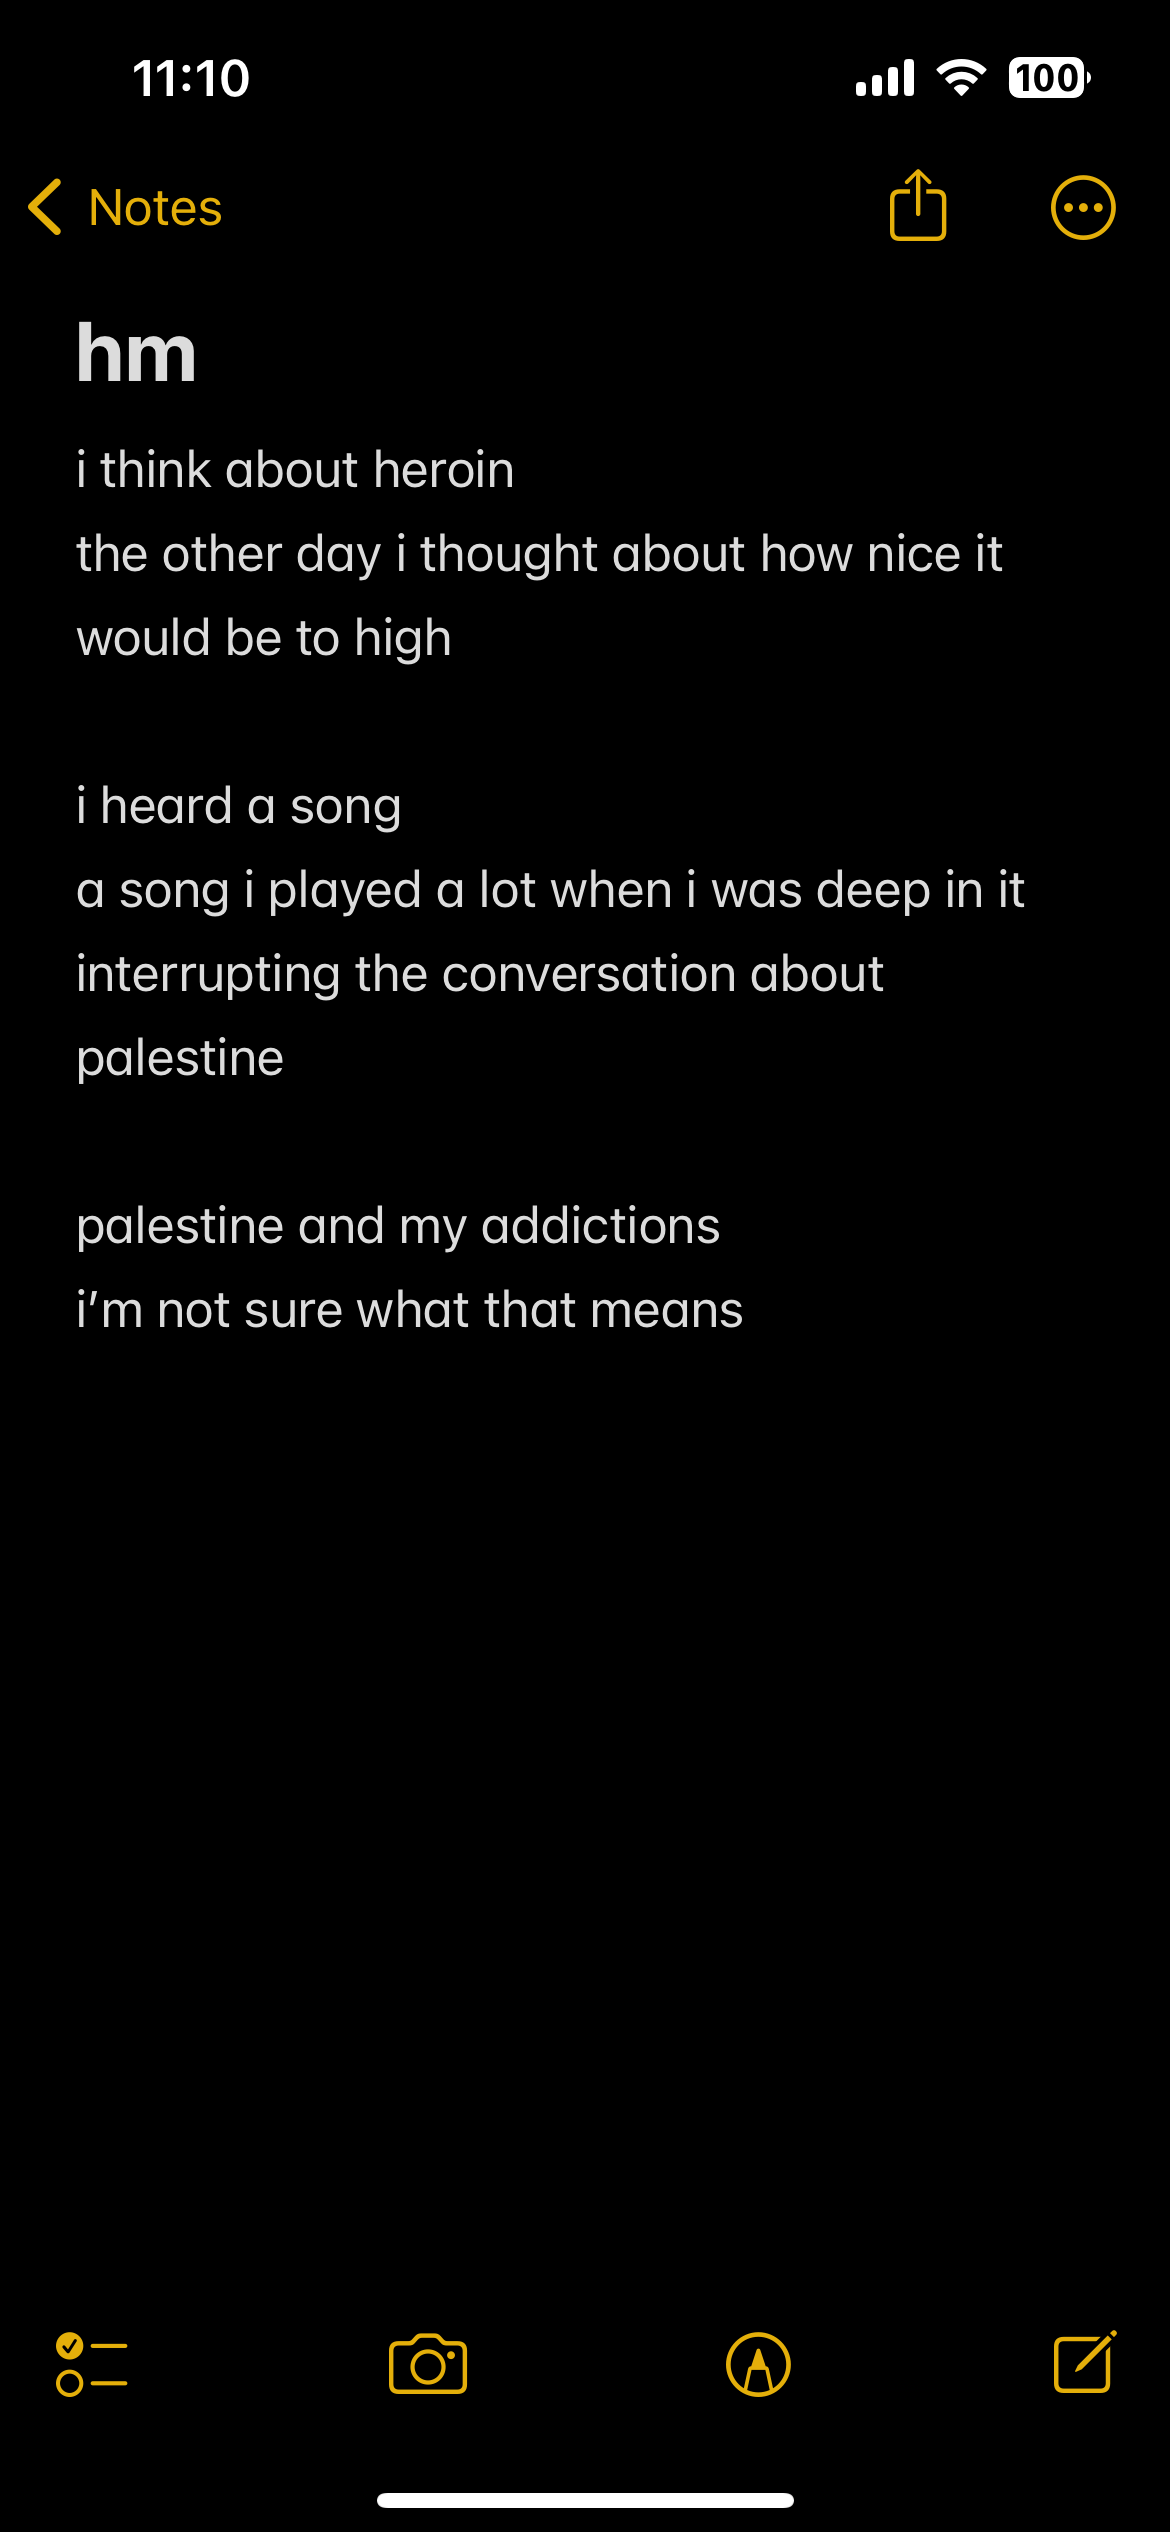 11:10
100
Notes
hm
i think about heroin
the other day i thought about how nice it
would be to high
i heard a song
a song i played a lot when i was deep in it
interrupting the conversation about
palestine
palestine and my addictions
i'm not sure what that means